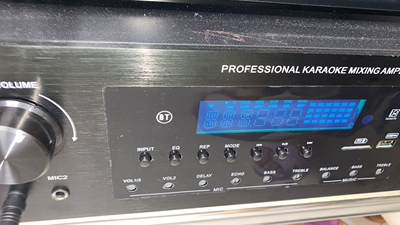 PROFESSIONAL KARAOKE MIXING AMP
VOLUME
BT
INPUT EQ REP MODE
MIC2
VOL1/3 VOL2 DELAY ECHO BASS TREBLE BALANCE BASS TREBLE
MIC MUSIC